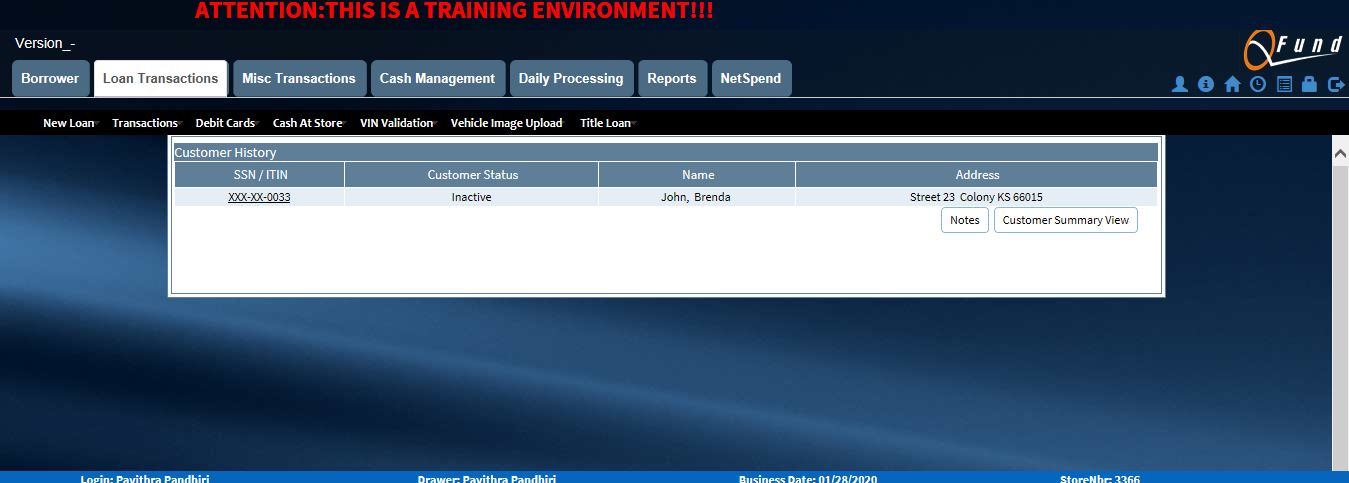 ATTENTION:THIS IS A TRAINING ENVIRONMENT!!!
Version_-
QFund
Borrower Loan Transactions Misc Transactions Cash Management Daily Processing Reports NetSpend
New Loan Transactions Debit Cards Cash At Store VIN Validation Vehicle Image Upload Title Loan
Customer History
SSN / ITIN Customer Status Name Address
XXX-XX-0033 Inactive John, Brenda Street 23 Colony KS 66015
Notes Customer Summary View
Login: Pavithra Pandhiri Drawer: Pavithra Pandhiri Business Date: 01/28/2020 StoreNbr: 3366